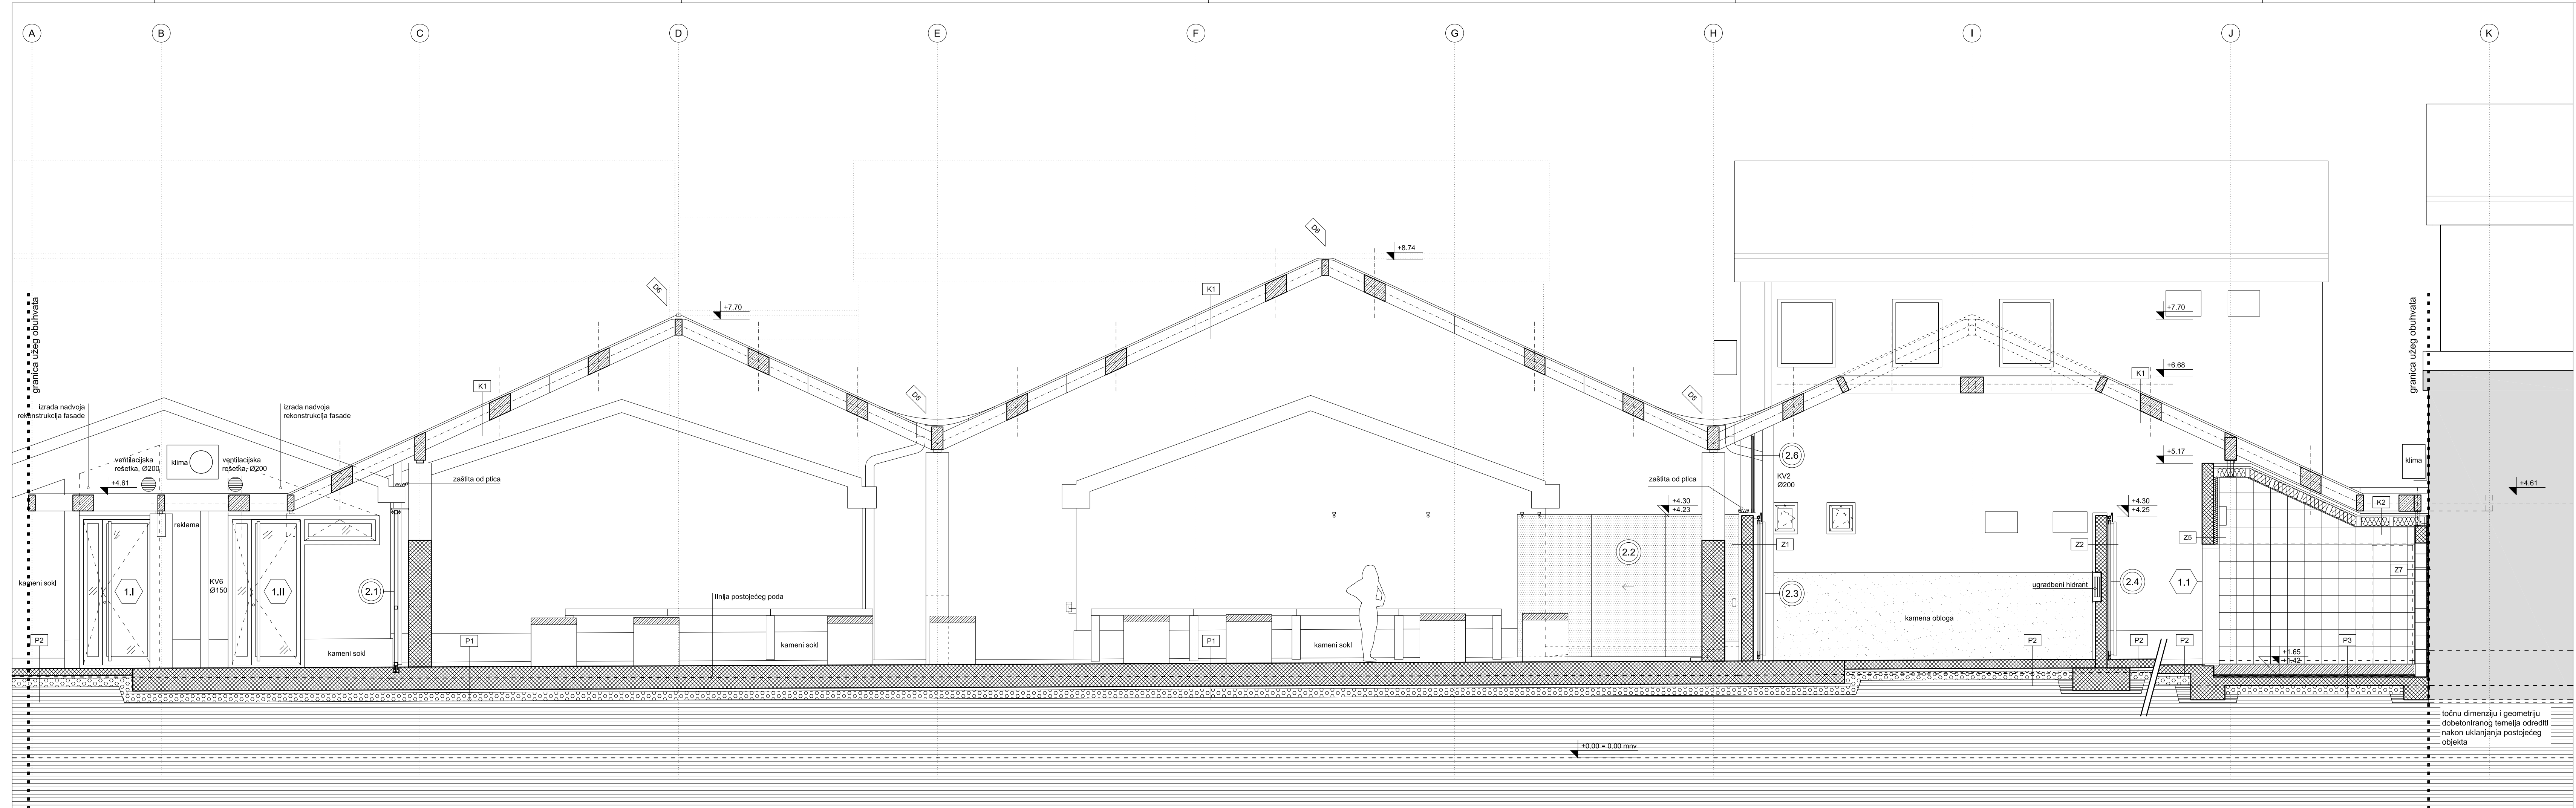 A
B
C
D
E
F
G
H
I
J
K
granica užeg obuhvata
Izrada nadvoja
rekonstrukcija fasade
Izrada nadvoja
rekonstrukcija fasade
ventilacijska
rešetka, Ø200
klima
ventilacijska
rešetka, Ø200
+4.61
reklama
kameni sokl
1.I
KV6
Ø150
1.II
2.1
P2
kameni sokl
zaštita od ptica
K1
D6
+7.70
P1
linija postojećeg poda
kameni sokl
D5
K1
D6
+8.74
P1
kameni sokl
2.2
D5
zaštita od ptica
+4.30
+4.23
2.6
KV2
Ø200
Z1
2.3
kamena obloga
ugradbeni hidrant
P2
+7.70
+6.68
K1
+5.17
+4.30
+4.25
Z2
2.4
1.1
P2
P2
Z5
K2
Z7
P3
+1.65
+1.42
granica užeg obuhvata
klima
+4.61
+0.00 = 0.00 mnv
točnu dimenziju i geometriju
dobetoniranog temelja odrediti
nakon uklanjanja postojećeg
objekta